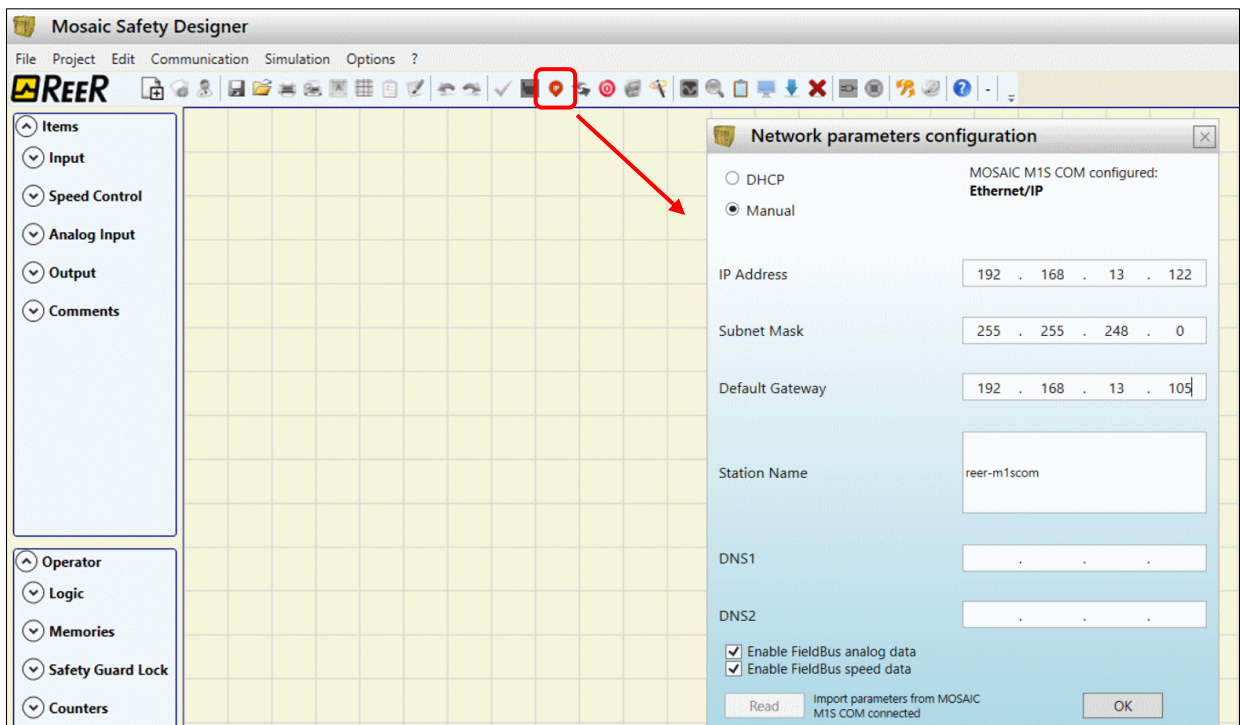 Mosaic Safety Designer
File Project Edit Communication Simulation Options ?
REER
Items
Input
Speed Control
Analog Input
Output
Comments
Operator
Logic
Memories
Safety Guard Lock
Counters
Network parameters configuration
DHCP
Manual
MOSAIC M1S COM configured:
Ethernet/IP
IP Address 192 . 168 . 13 . 122
Subnet Mask 255 . 255 . 248 . 0
Default Gateway 192 . 168 . 13 . 105
Station Name reer-m1scom
DNS1 . . .
DNS2 . . .
Enable FieldBus analog data
Enable FieldBus speed data
Read
Import parameters from MOSAIC
M1S COM connected
OK